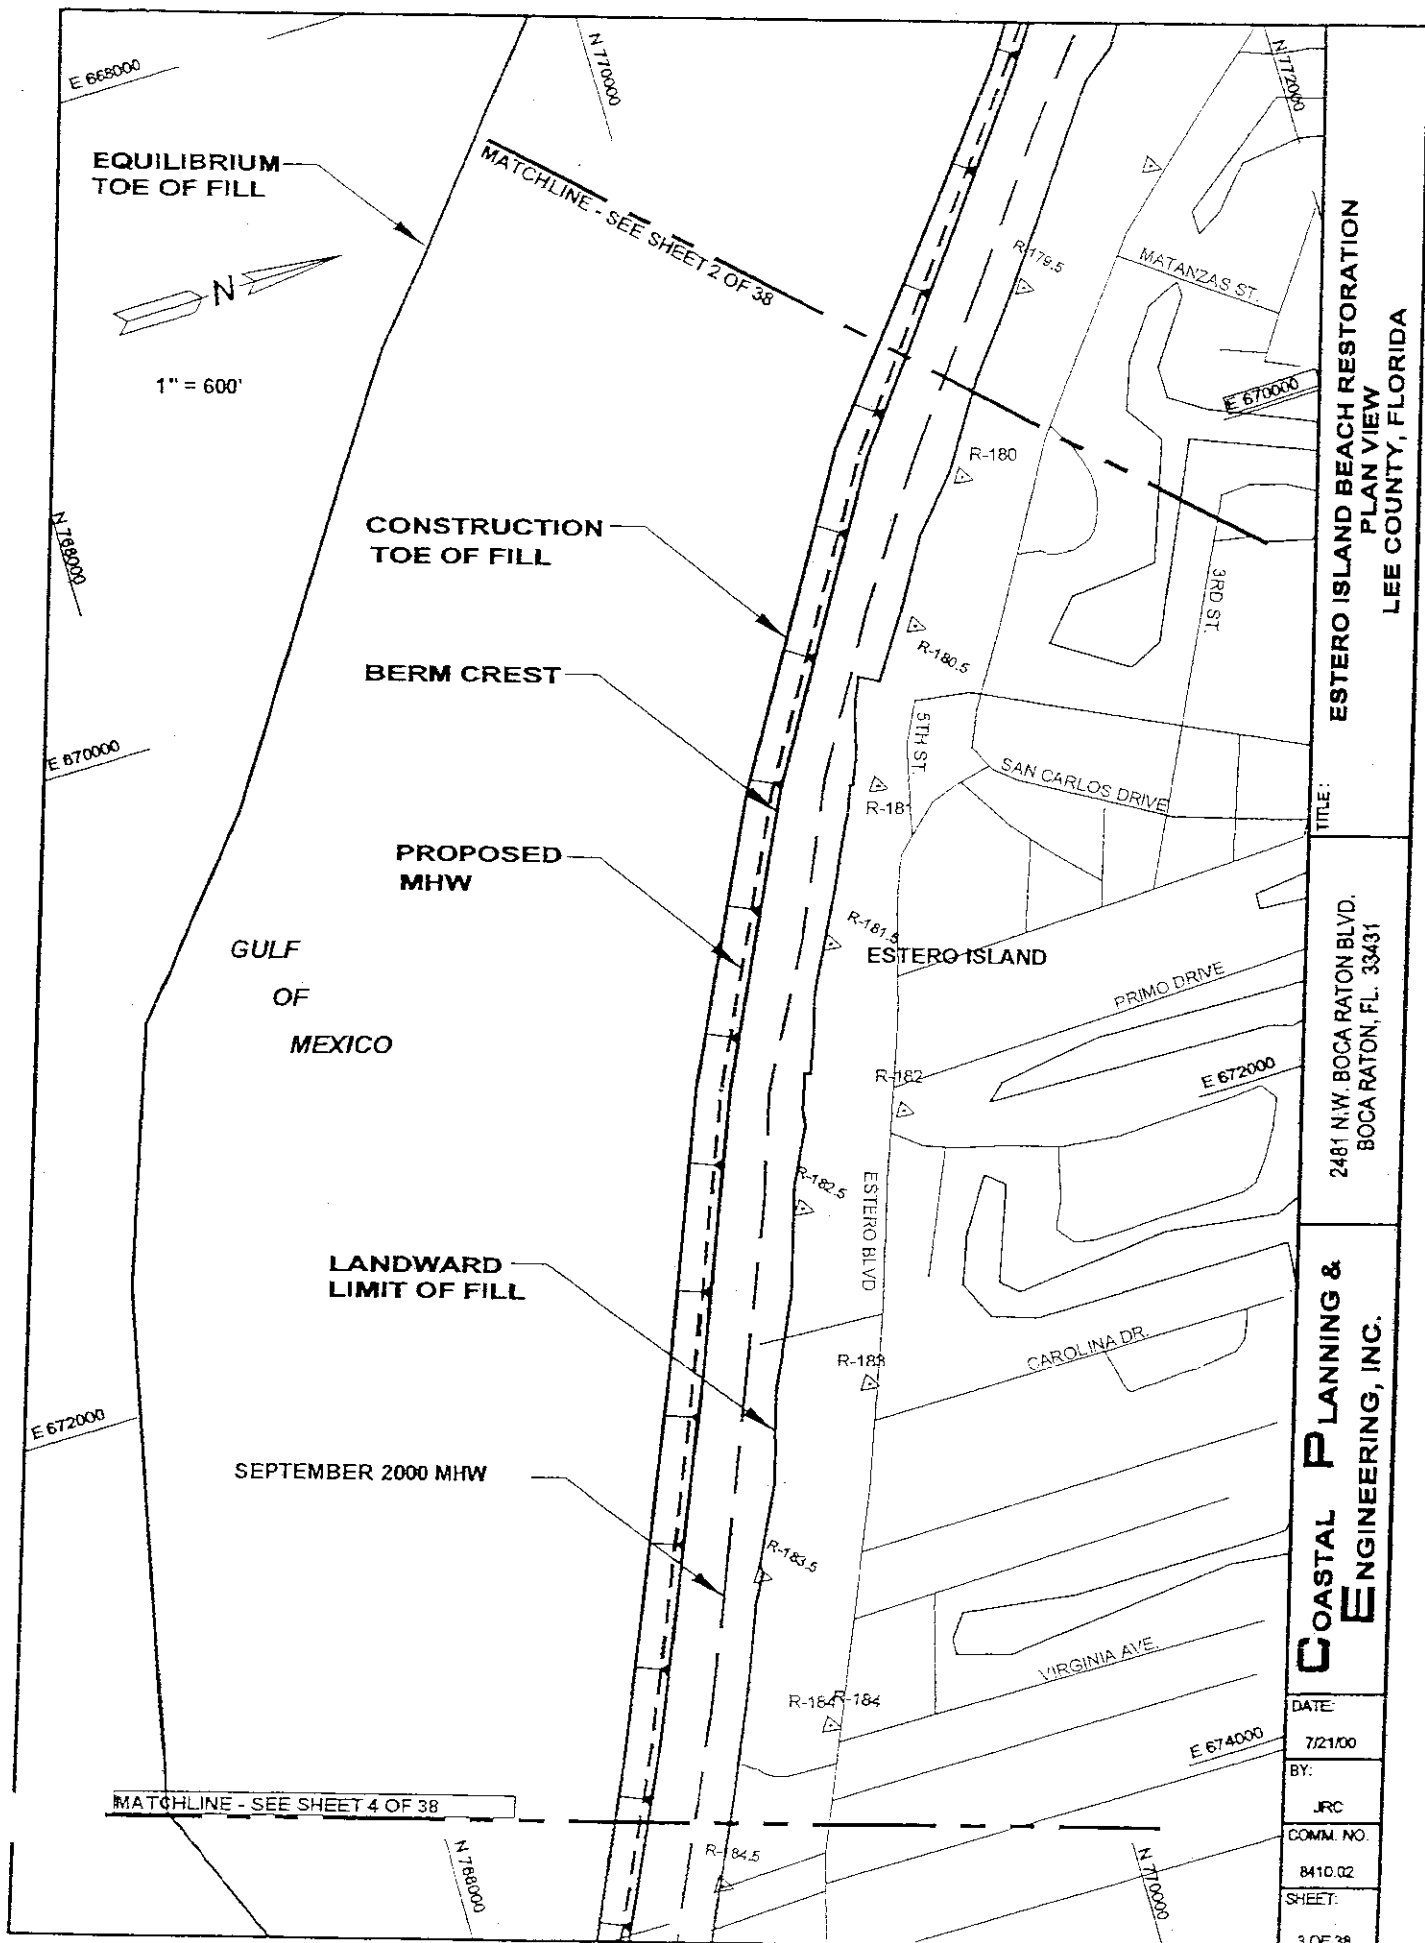 E 668000
N 770000
N 772000
EQUILIBRIUM
TOE OF FILL
MATCHLINE - SEE SHEET 2 OF 38
N
1" = 600'
R-179.5
MATANZAS ST.
E 670000
R-180
N 768000
CONSTRUCTION
TOE OF FILL
3RD ST.
R-180.5
BERM CREST
5TH ST.
E 670000
SAN CARLOS DRIVE
R-181
PROPOSED
MHW
R-181.5
ESTERO ISLAND
GULF
OF
MEXICO
PRIMO DRIVE
R-182
E 672000
R-182.5
ESTERO BLVD
LANDWARD
LIMIT OF FILL
CAROLINA DR.
R-183
E 672000
SEPTEMBER 2000 MHW
R-183.5
VIRGINIA AVE.
R-184
R-184
E 674000
MATCHLINE - SEE SHEET 4 OF 38
R-184.5
N 768000
N 770000
TITLE:
ESTERO ISLAND BEACH RESTORATION
PLAN VIEW
LEE COUNTY, FLORIDA
2481 N.W. BOCA RATON BLVD.
BOCA RATON, FL. 33431
COASTAL PLANNING &
ENGINEERING, INC.
DATE:
7/21/00
BY:
JRC
COMM. NO.
8410.02
SHEET:
3 OF 38